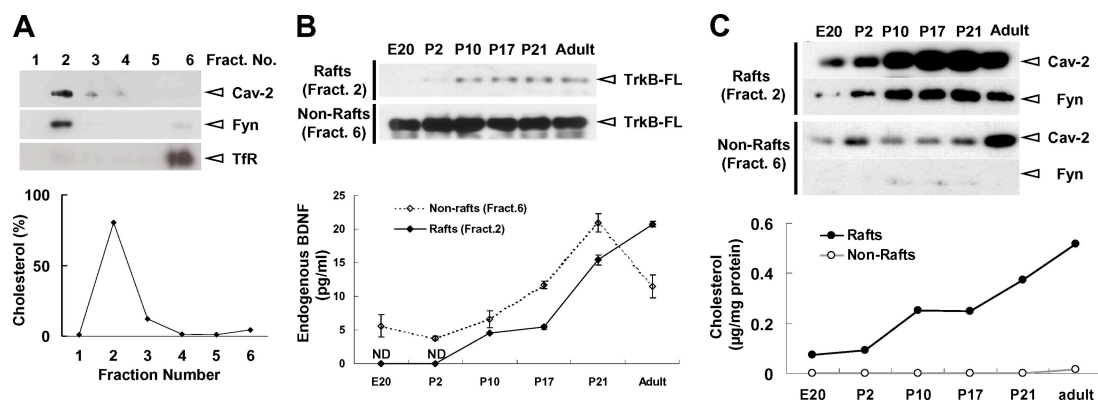 A
1 2 3 4 5 6 Fract. No.
Cav-2
Fyn
TfR
100
50
0
Cholesterol (%)
1 2 3 4 5 6
Fraction Number
B
E20 P2 P10 P17 P21 Adult
Rafts
(Fract. 2)
TrkB-FL
Non-Rafts
(Fract. 6)
TrkB-FL
25
20
15
10
5
0
Endogenous BDNF
(pg/ml)
Non-rafts (Fract.6)
Rafts (Fract.2)
ND ND
E20 P2 P10 P17 P21 Adult
C
E20 P2 P10 P17 P21 Adult
Rafts
(Fract. 2)
Cav-2
Fyn
Non-Rafts
(Fract. 6)
Cav-2
Fyn
0.6
0.4
0.2
0
Cholesterol
(μg/mg protein)
Rafts
Non-Rafts
E20 P2 P10 P17 P21 adult